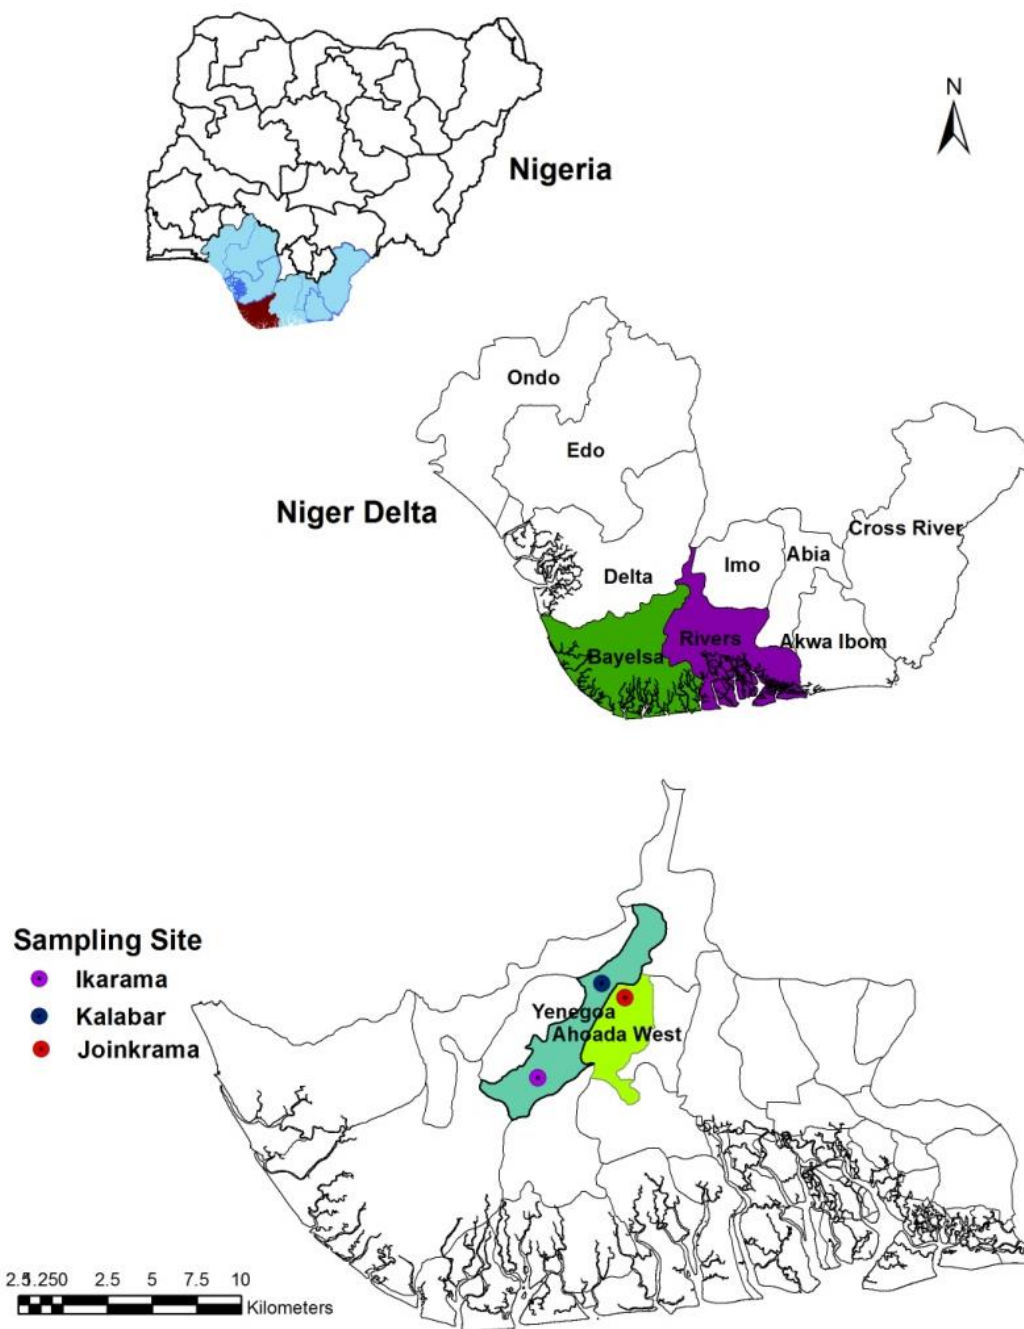 N
Nigeria
Ondo
Edo
Niger Delta
Cross River
Abia
Imo
Delta
Rivers
Akwa Ibom
Bayelsa
Sampling Site
Ikarama
Kalabar
Joinkrama
Yenegoa
Ahoada West
2.51.250 2.5 5 7.5 10
Kilometers